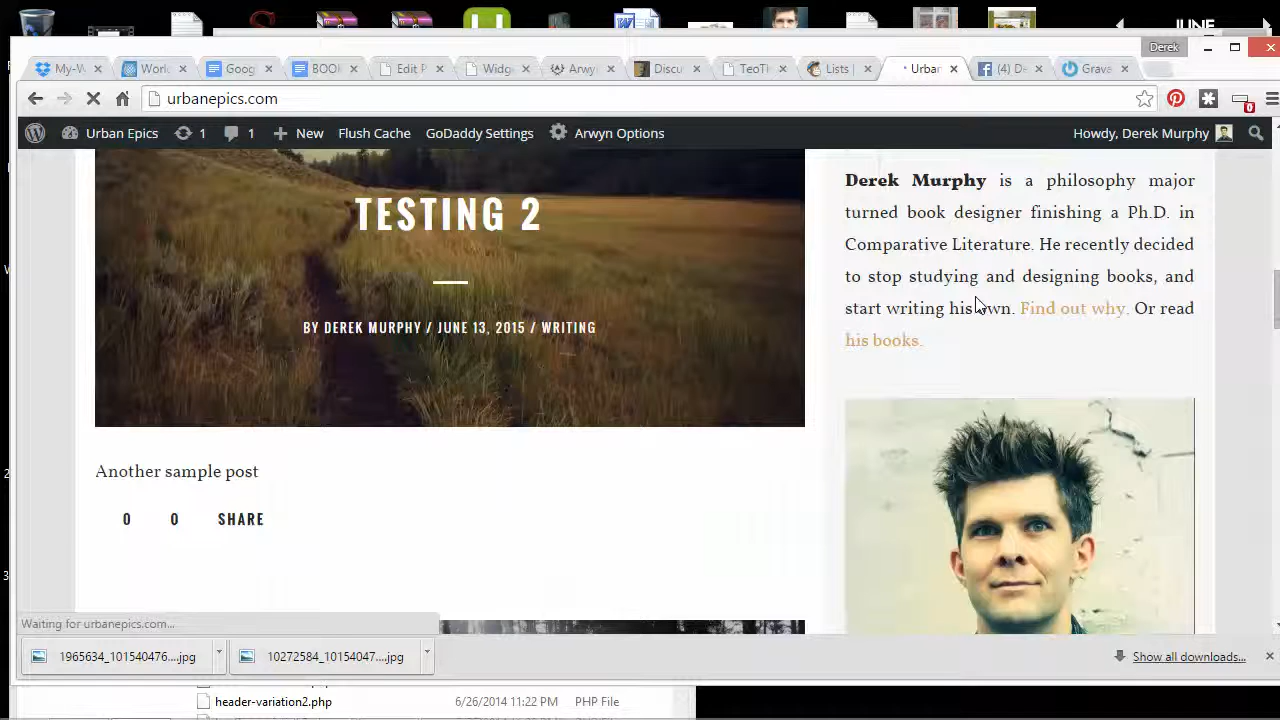 JUNE
Derek
My-W
Worl
Goog
BOOK
Edit P
Widg
Arwy
Discu
TeoTh
Lists |
Urbar
(4) De
Grava
urbanepics.com
0
Urban Epics
1
1
New
Flush Cache
GoDaddy Settings
Arwyn Options
Howdy, Derek Murphy
TESTING 2
BY DEREK MURPHY / JUNE 13, 2015 / WRITING
Another sample post
0 0 SHARE
Derek Murphy is a philosophy major
turned book designer finishing a Ph.D. in
Comparative Literature. He recently decided
to stop studying and designing books, and
start writing his own. Find out why. Or read
his books.
Waiting for urbanepics.com...
1965634_101540476....jpg
10272584_10154047....jpg
Show all downloads...
header-variation2.php 6/26/2014 11:22 PM PHP File